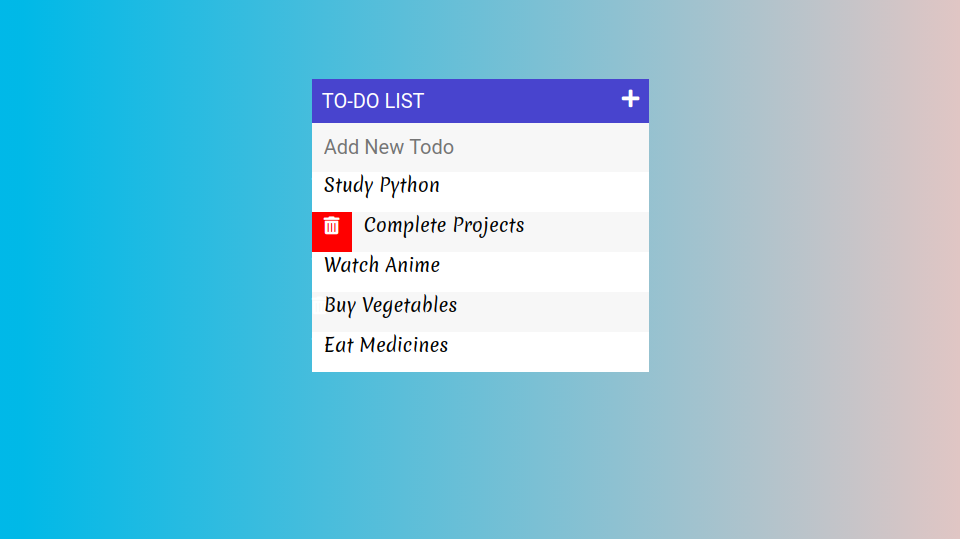 TO-DO LIST
Add New Todo
Study Python
Complete Projects
Watch Anime
Buy Vegetables
Eat Medicines